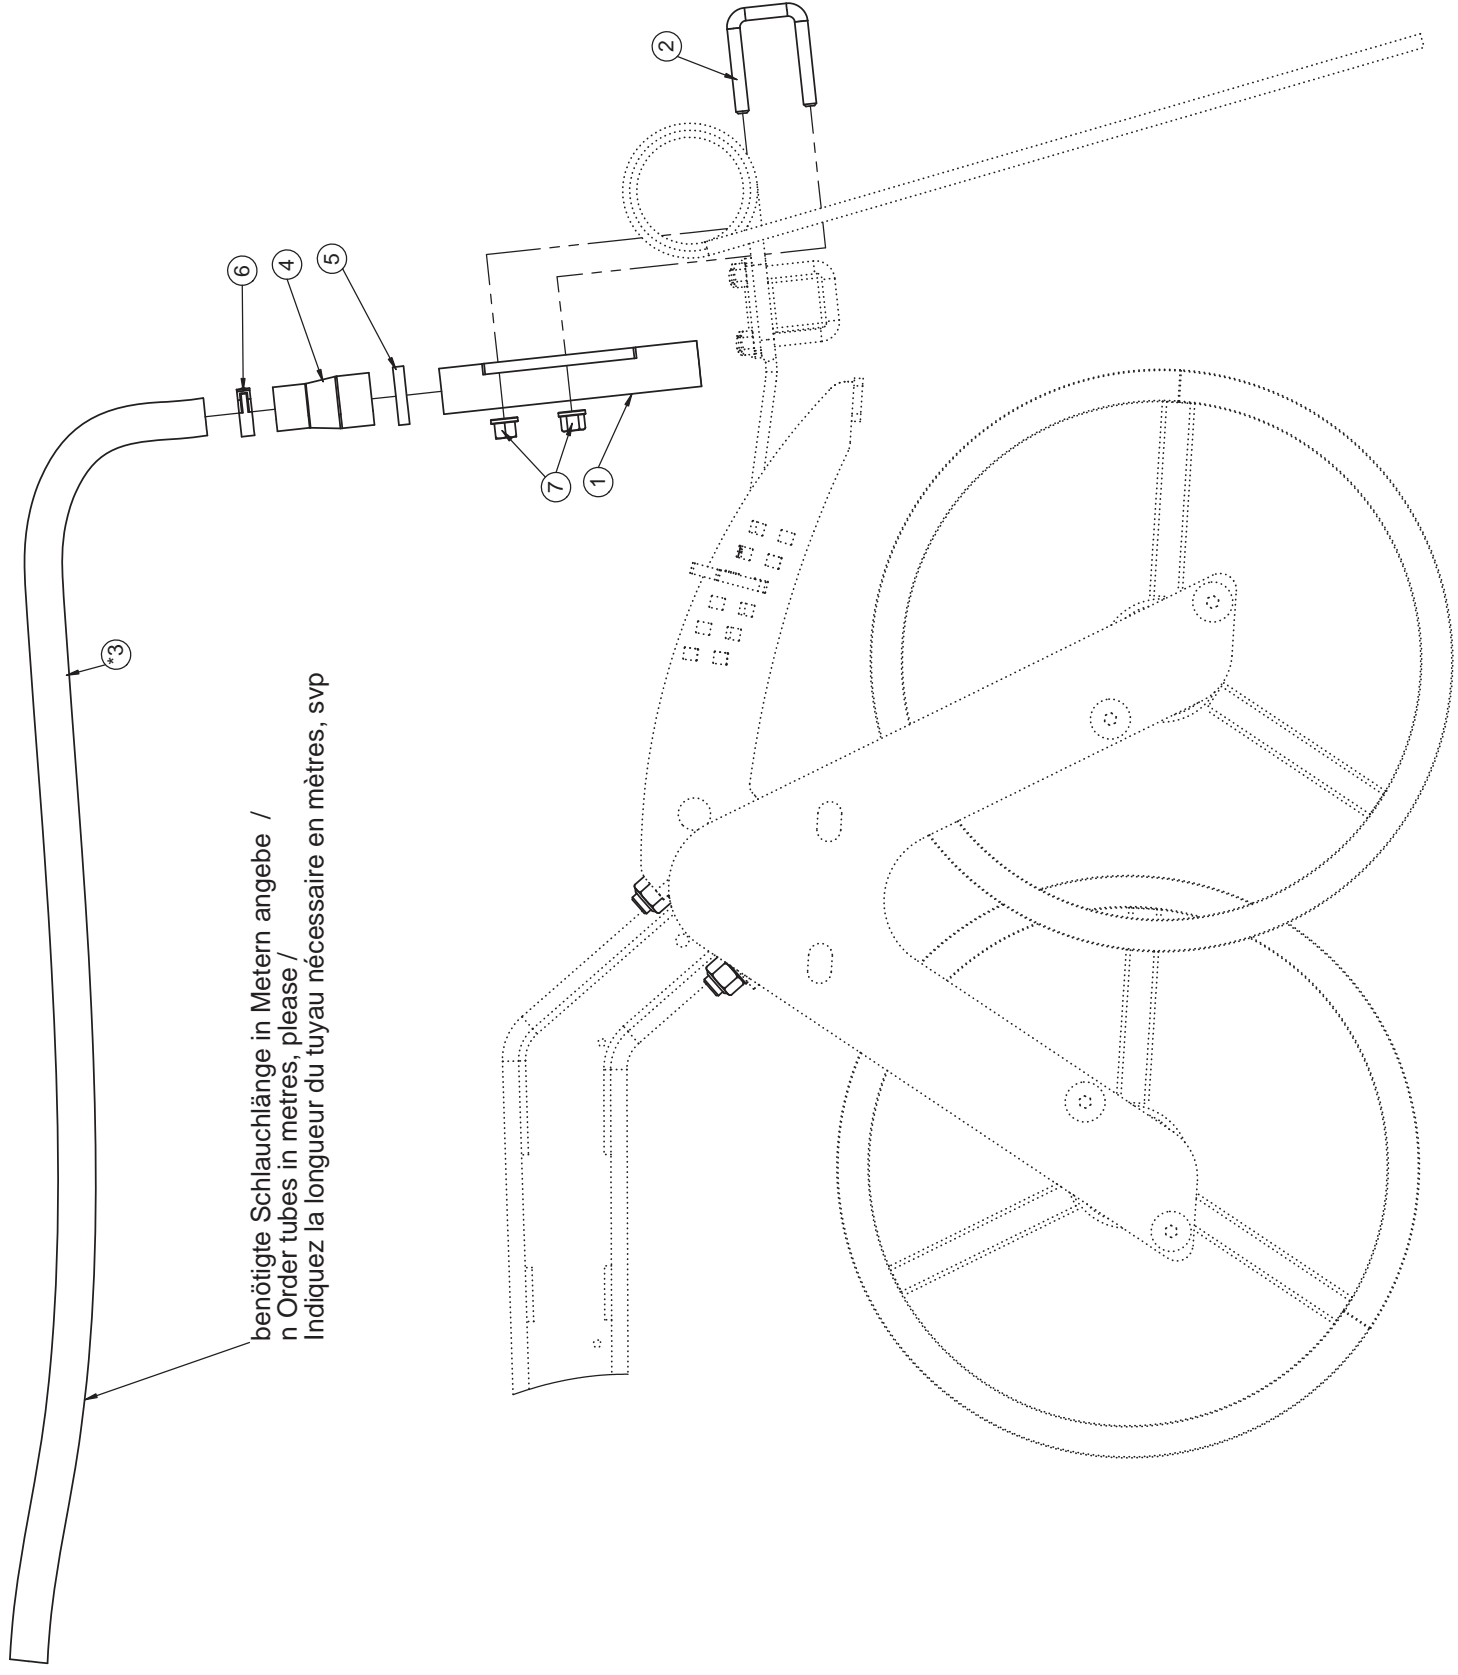 2
6
4
5
7
1
*3
benötigte Schlauchlänge in Metern angebe /
n Order tubes in metres, please /
Indiquez la longueur du tuyau nécessaire en mètres, svp